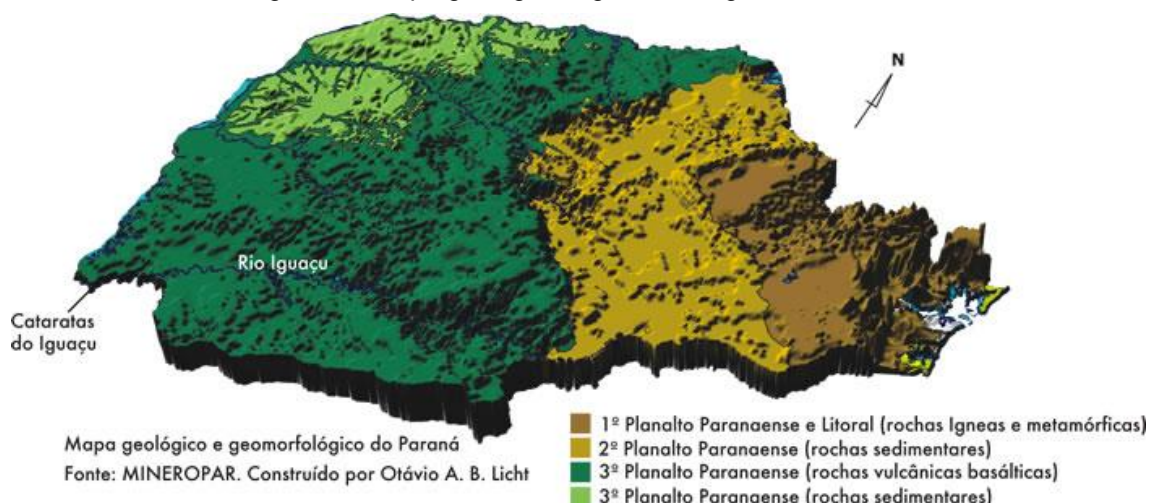 N
Rio Iguaçu
Cataratas
do Iguaçu
Mapa geológico e geomorfológico do Paraná
Fonte: MINEROPAR. Construído por Otávio A. B. Licht
1º Planalto Paranaense e Litoral (rochas Igneas e metamórficas)
2º Planalto Paranaense (rochas sedimentares)
3º Planalto Paranaense (rochas vulcânicas basálticas)
3º Planalto Paranaense (rochas sedimentares)